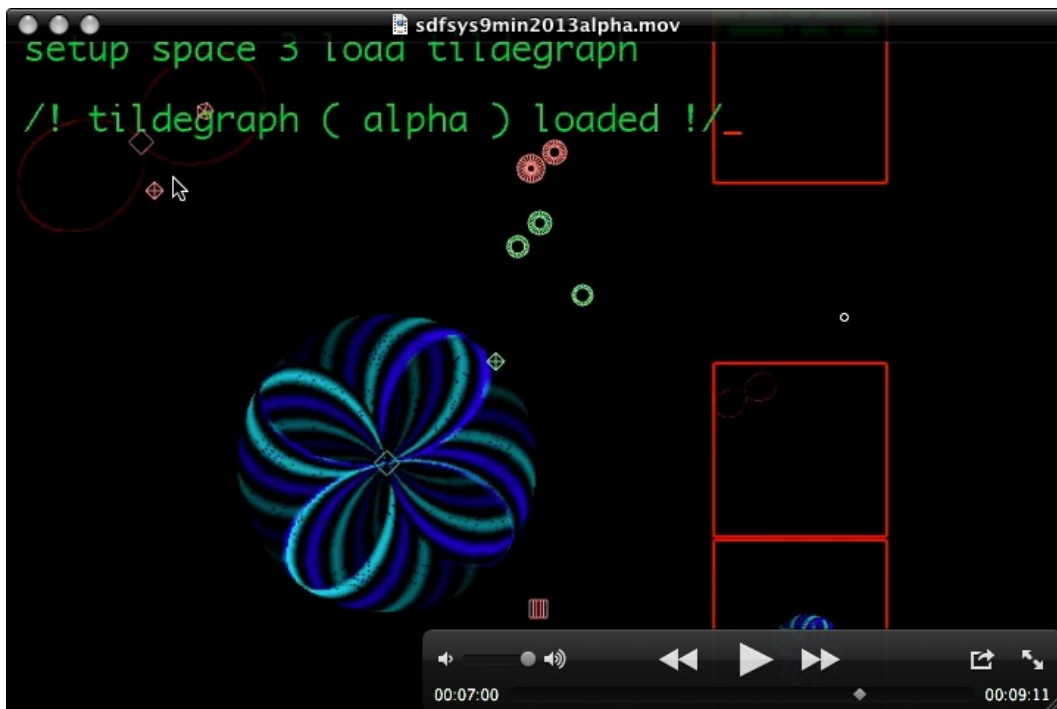 sdfsys9min2013alpha.mov
setup space 3 load tildegraph
/! tildegraph ( alpha ) loaded !/_
00:07:00
00:09:11